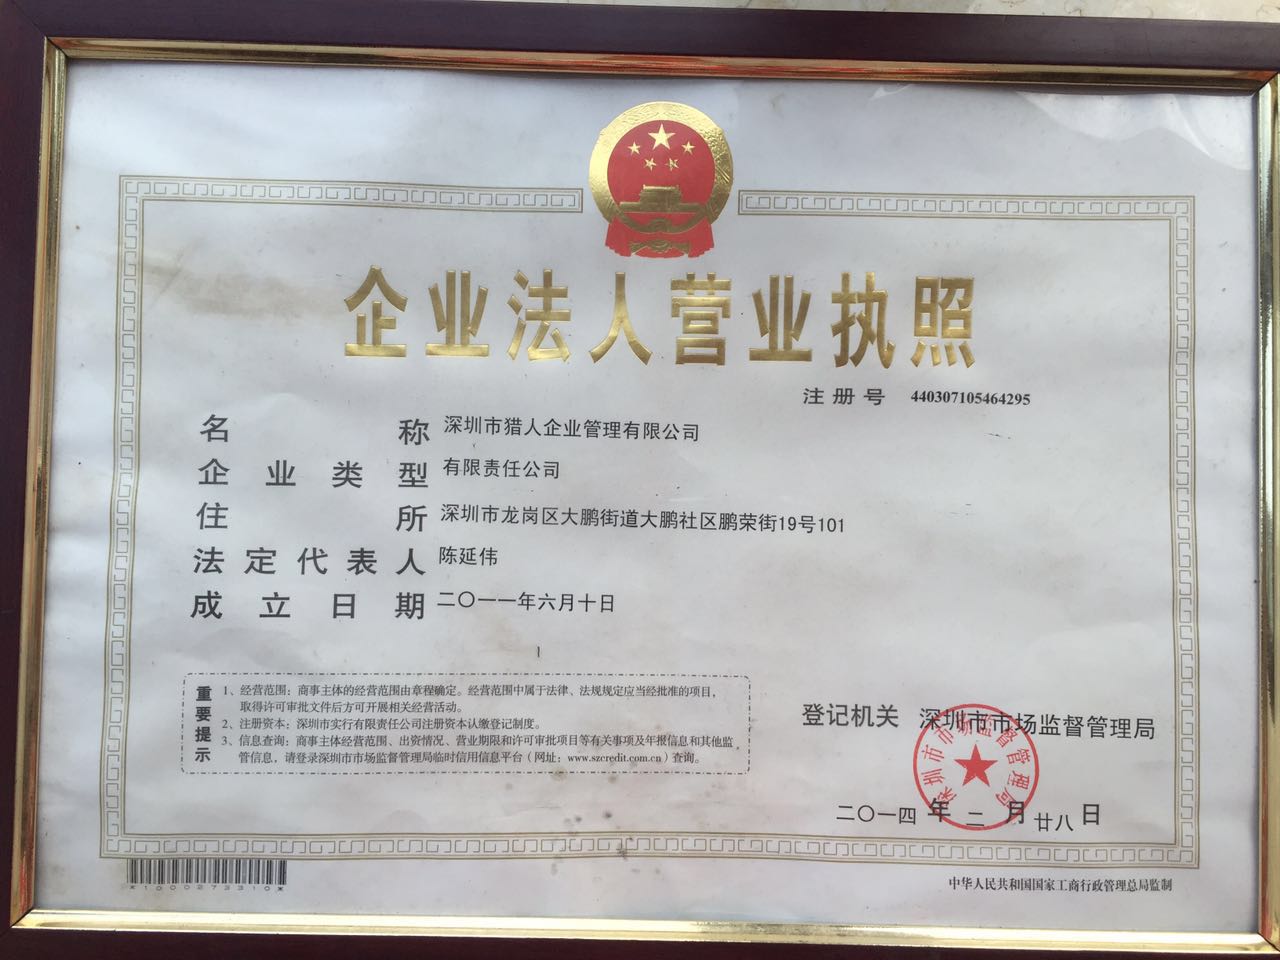 企业法人营业执照
注册号 440307105464295
名称 深圳市猎人企业管理有限公司
企业类型 有限责任公司
住所 深圳市龙岗区大鹏街道大鹏社区鹏荣街19号101
法定代表人 陈延伟
成立日期 二〇一一年六月十日
重要提示
1、经营范围：商事主体的经营范围由章程确定。经营范围中属于法律、法规规定应当经批准的项目，
取得许可审批文件后方可开展相关经营活动。
2、注册资本：深圳市实行有限责任公司注册资本认缴登记制度。
3、信息查询：商事主体经营范围、出资情况、营业期限和许可审批项目等有关事项及年报信息和其他监
管信息，请登录深圳市市场监督管理局临时信用信息平台（网址：www.szcredit.com.cn）查询。
登记机关 深圳市市场监督管理局
深圳市市场监督管理局
二〇一四年二月廿八日
*1000273310*
中华人民共和国国家工商行政管理总局监制